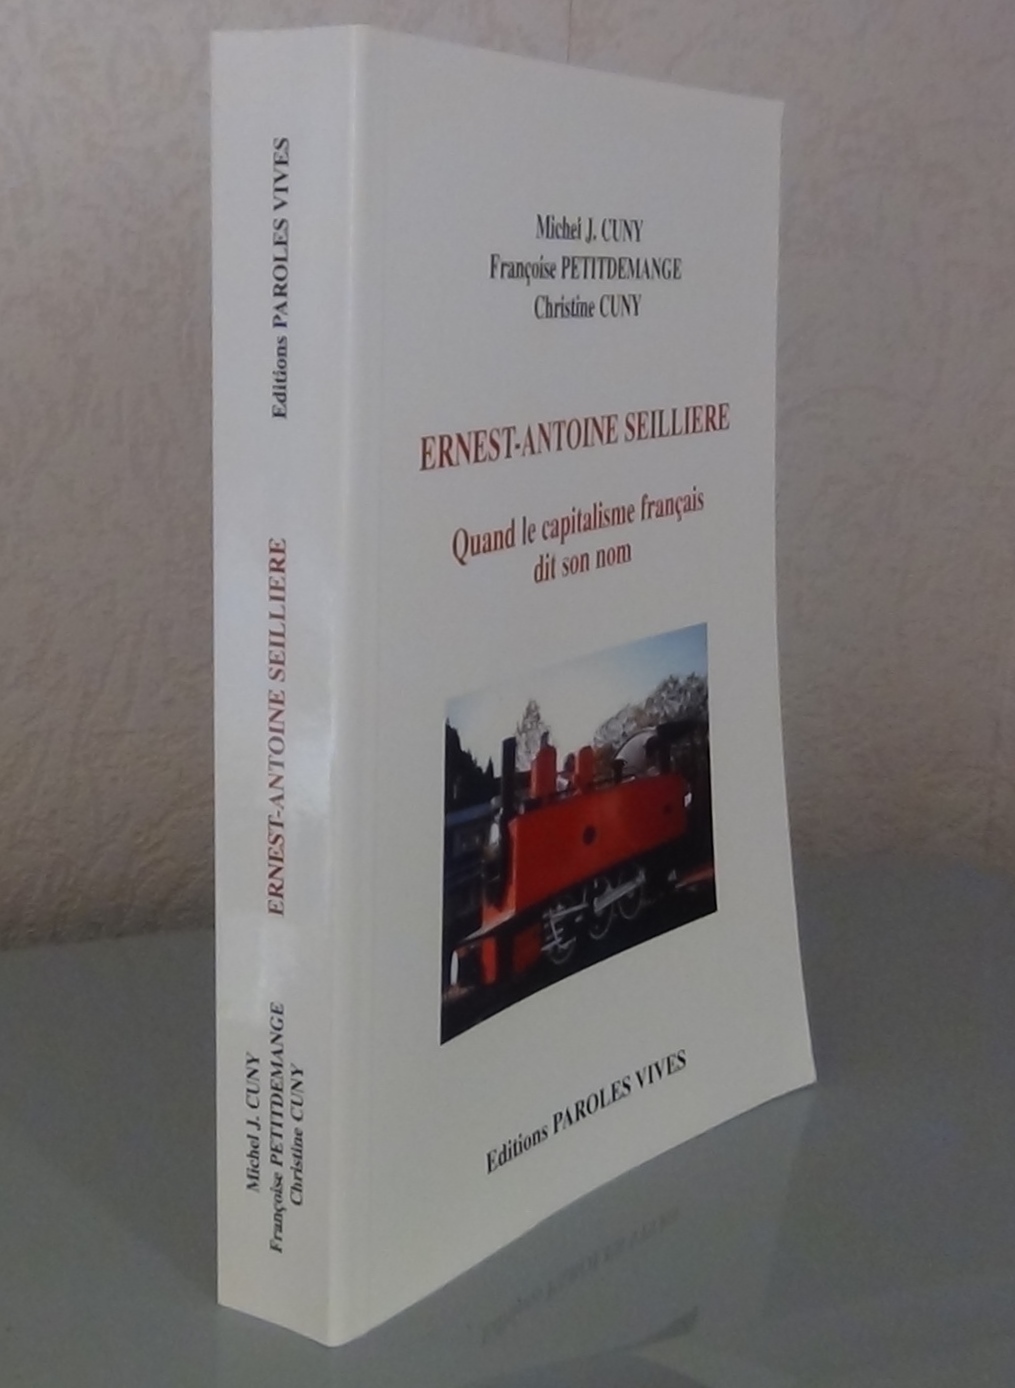 Michel J. CUNY
Françoise PETITDEMANGE
Christine CUNY
ERNEST-ANTOINE SEILLIERE
Quand le capitalisme français
dit son nom
Editions PAROLES VIVES
Michel J. CUNY
Françoise PETITDEMANGE
Christine CUNY
ERNEST-ANTOINE SEILLIERE
Editions PAROLES VIVES